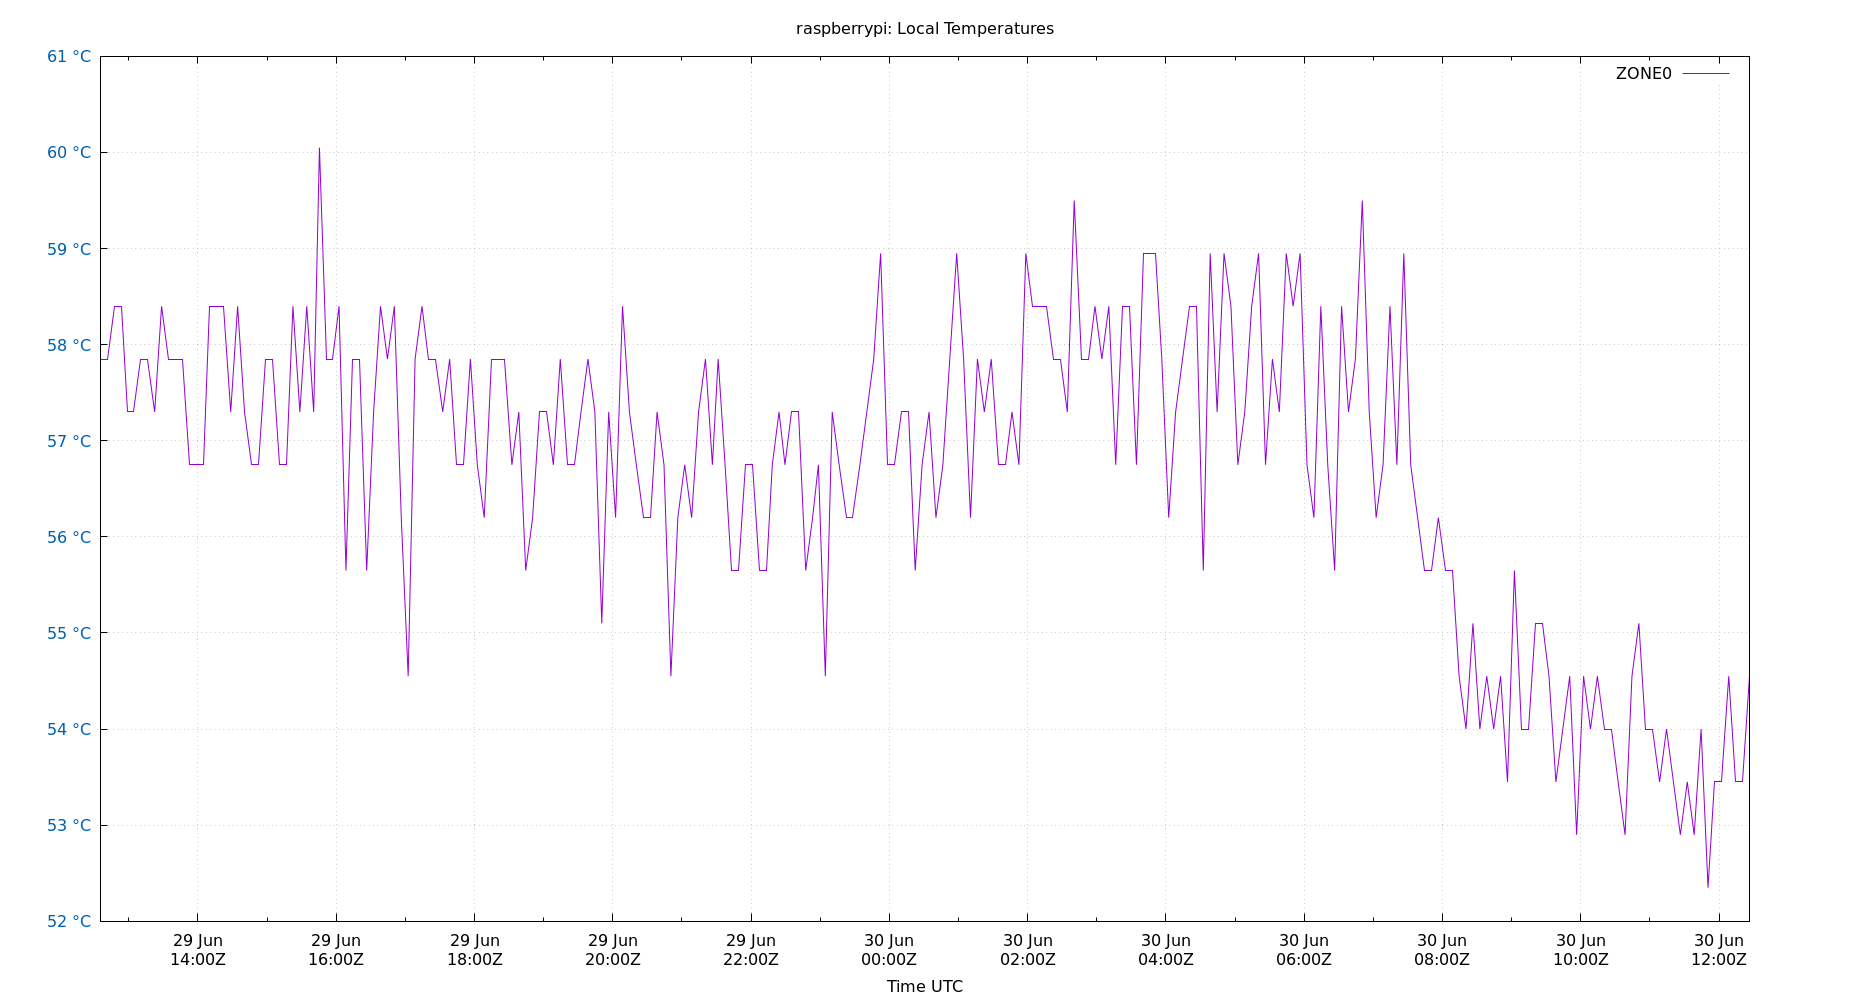 raspberrypi: Local Temperatures
61 °C
ZONE0
60 °C
59 °C
58 °C
57 °C
56 °C
55 °C
54 °C
53 °C
52 °C
29 Jun 29 Jun 29 Jun 29 Jun 29 Jun 30 Jun 30 Jun 30 Jun 30 Jun 30 Jun 30 Jun 30 Jun
14:00Z 16:00Z 18:00Z 20:00Z 22:00Z 00:00Z 02:00Z 04:00Z 06:00Z 08:00Z 10:00Z 12:00Z
Time UTC